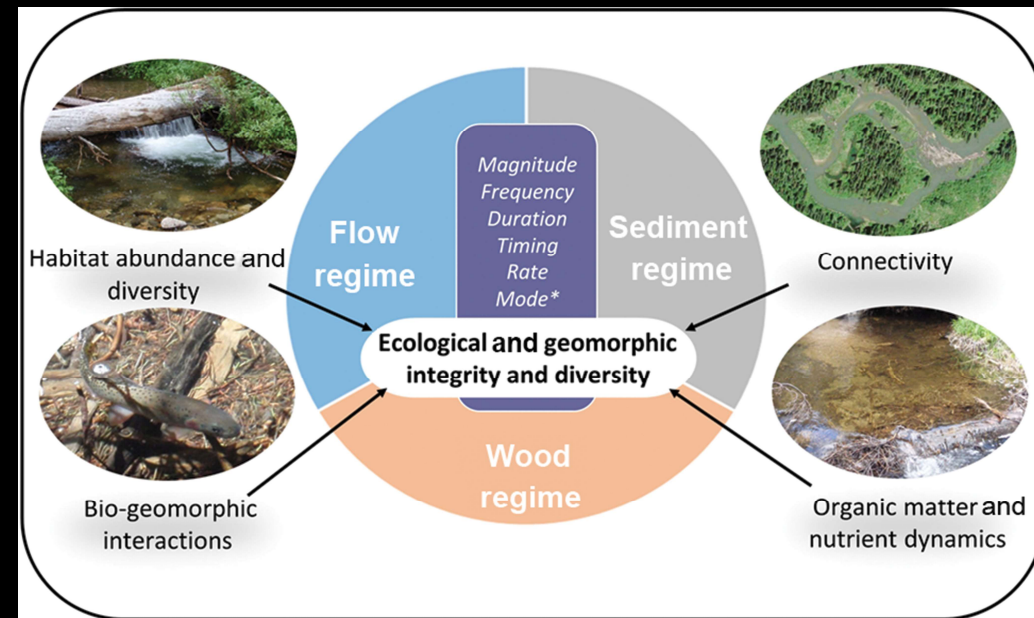 Magnitude
Frequency
Duration
Timing
Rate
Mode*
Flow
regime
Sediment
regime
Habitat abundance and
diversity
Connectivity
Ecological and geomorphic
integrity and diversity
Wood
regime
Bio-geomorphic
interactions
Organic matter and
nutrient dynamics